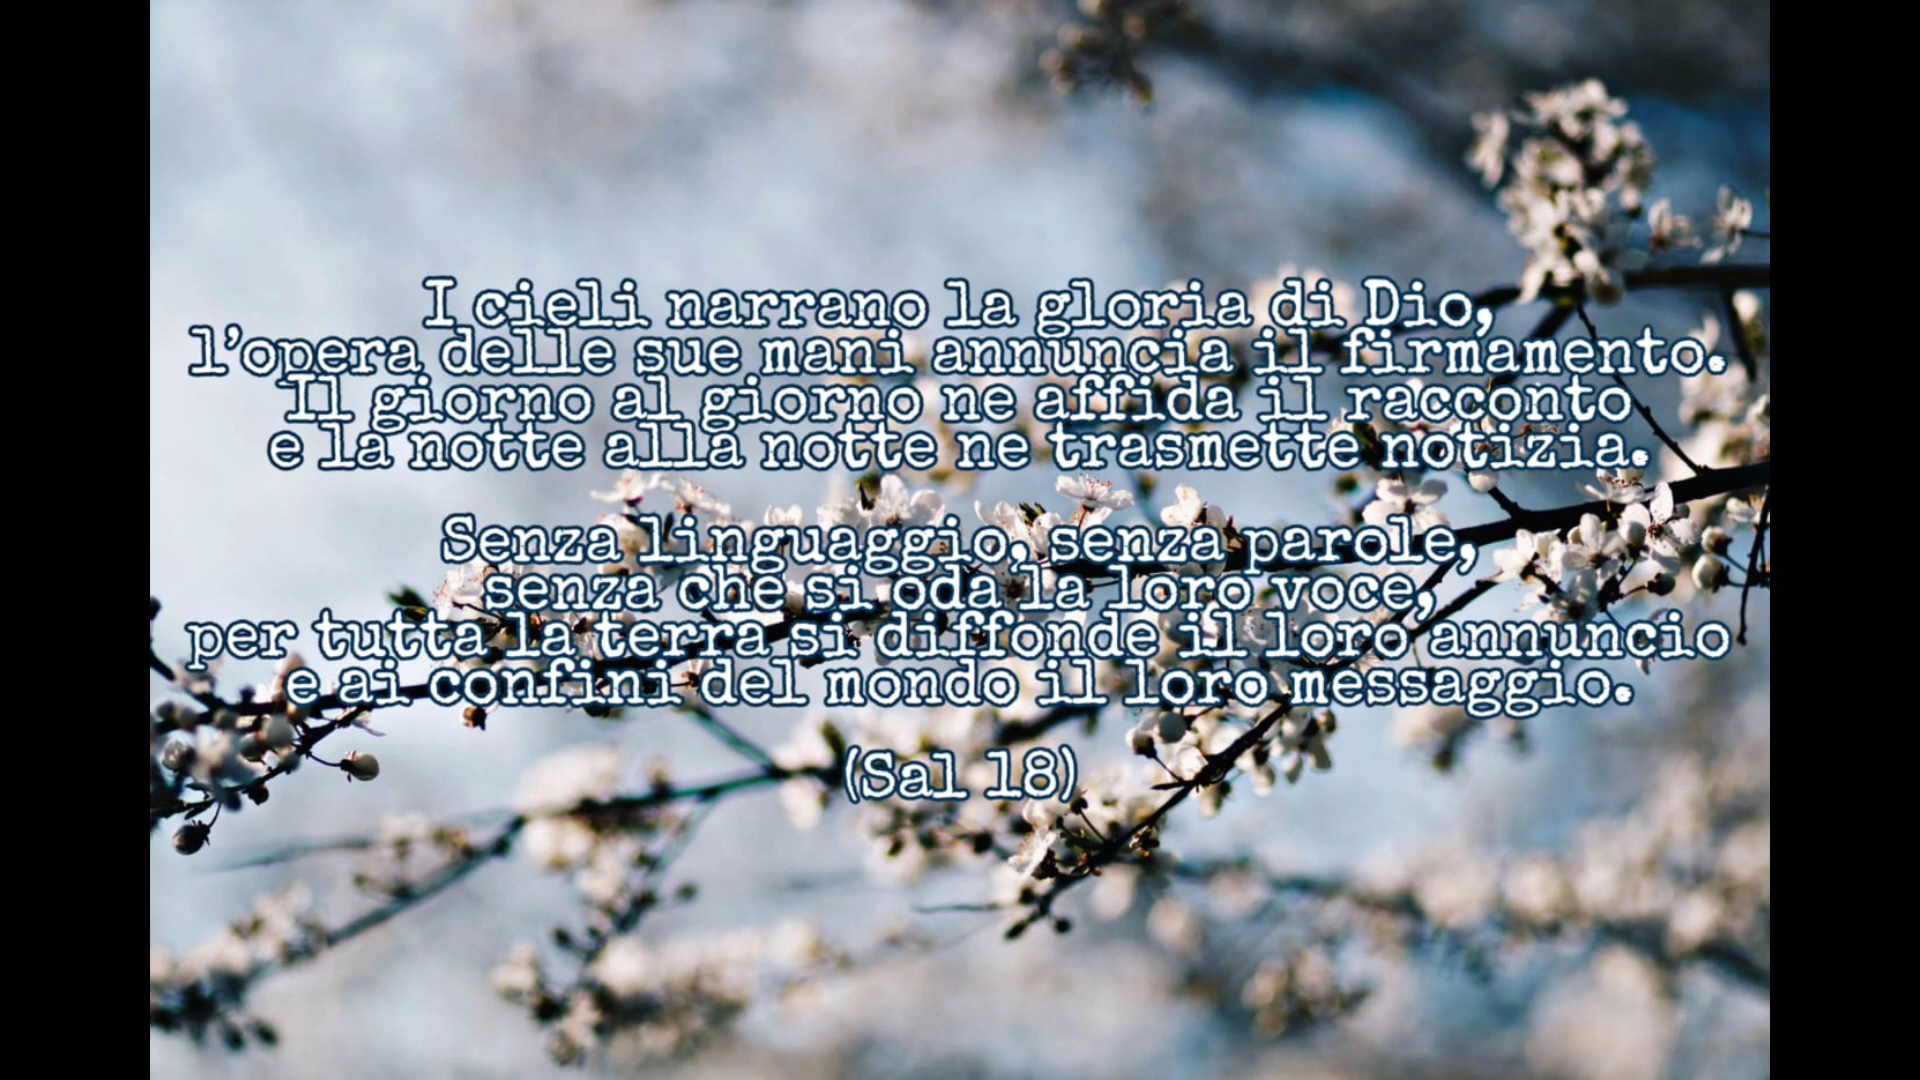 I cieli narrano la gloria di Dio,
l'opera delle sue mani annuncia il firmamento.
Il giorno al giorno ne affida il racconto
e la notte alla notte ne trasmette notizia.
Senza linguaggio, senza parole,
senza che si oda la loro voce,
per tutta la terra si diffonde il loro annuncio
e ai confini del mondo il loro messaggio.
(Sal 18)